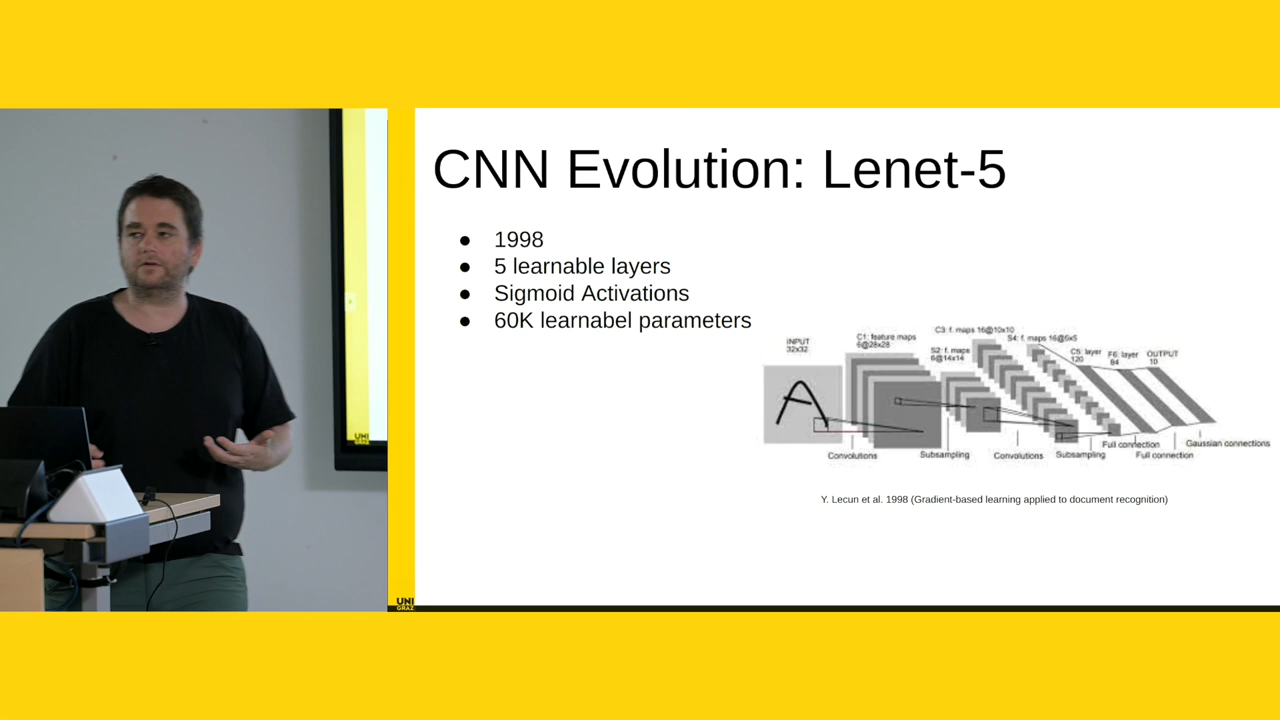 CNN Evolution: Lenet-5
● 1998
● 5 learnable layers
● Sigmoid Activations
● 60K learnabel parameters
INPUT
32x32
C1: feature maps
6@28x28
S2: f. maps
6@14x14
C3: f. maps 16@10x10
S4: f. maps 16@5x5
C5: layer
120
F6: layer
84
OUTPUT
10
A
Convolutions
Subsampling
Convolutions
Subsampling
Full connection
Full connection
Gaussian connections
Y. Lecun et al. 1998 (Gradient-based learning applied to document recognition)
UNI
GRAZ
UNI